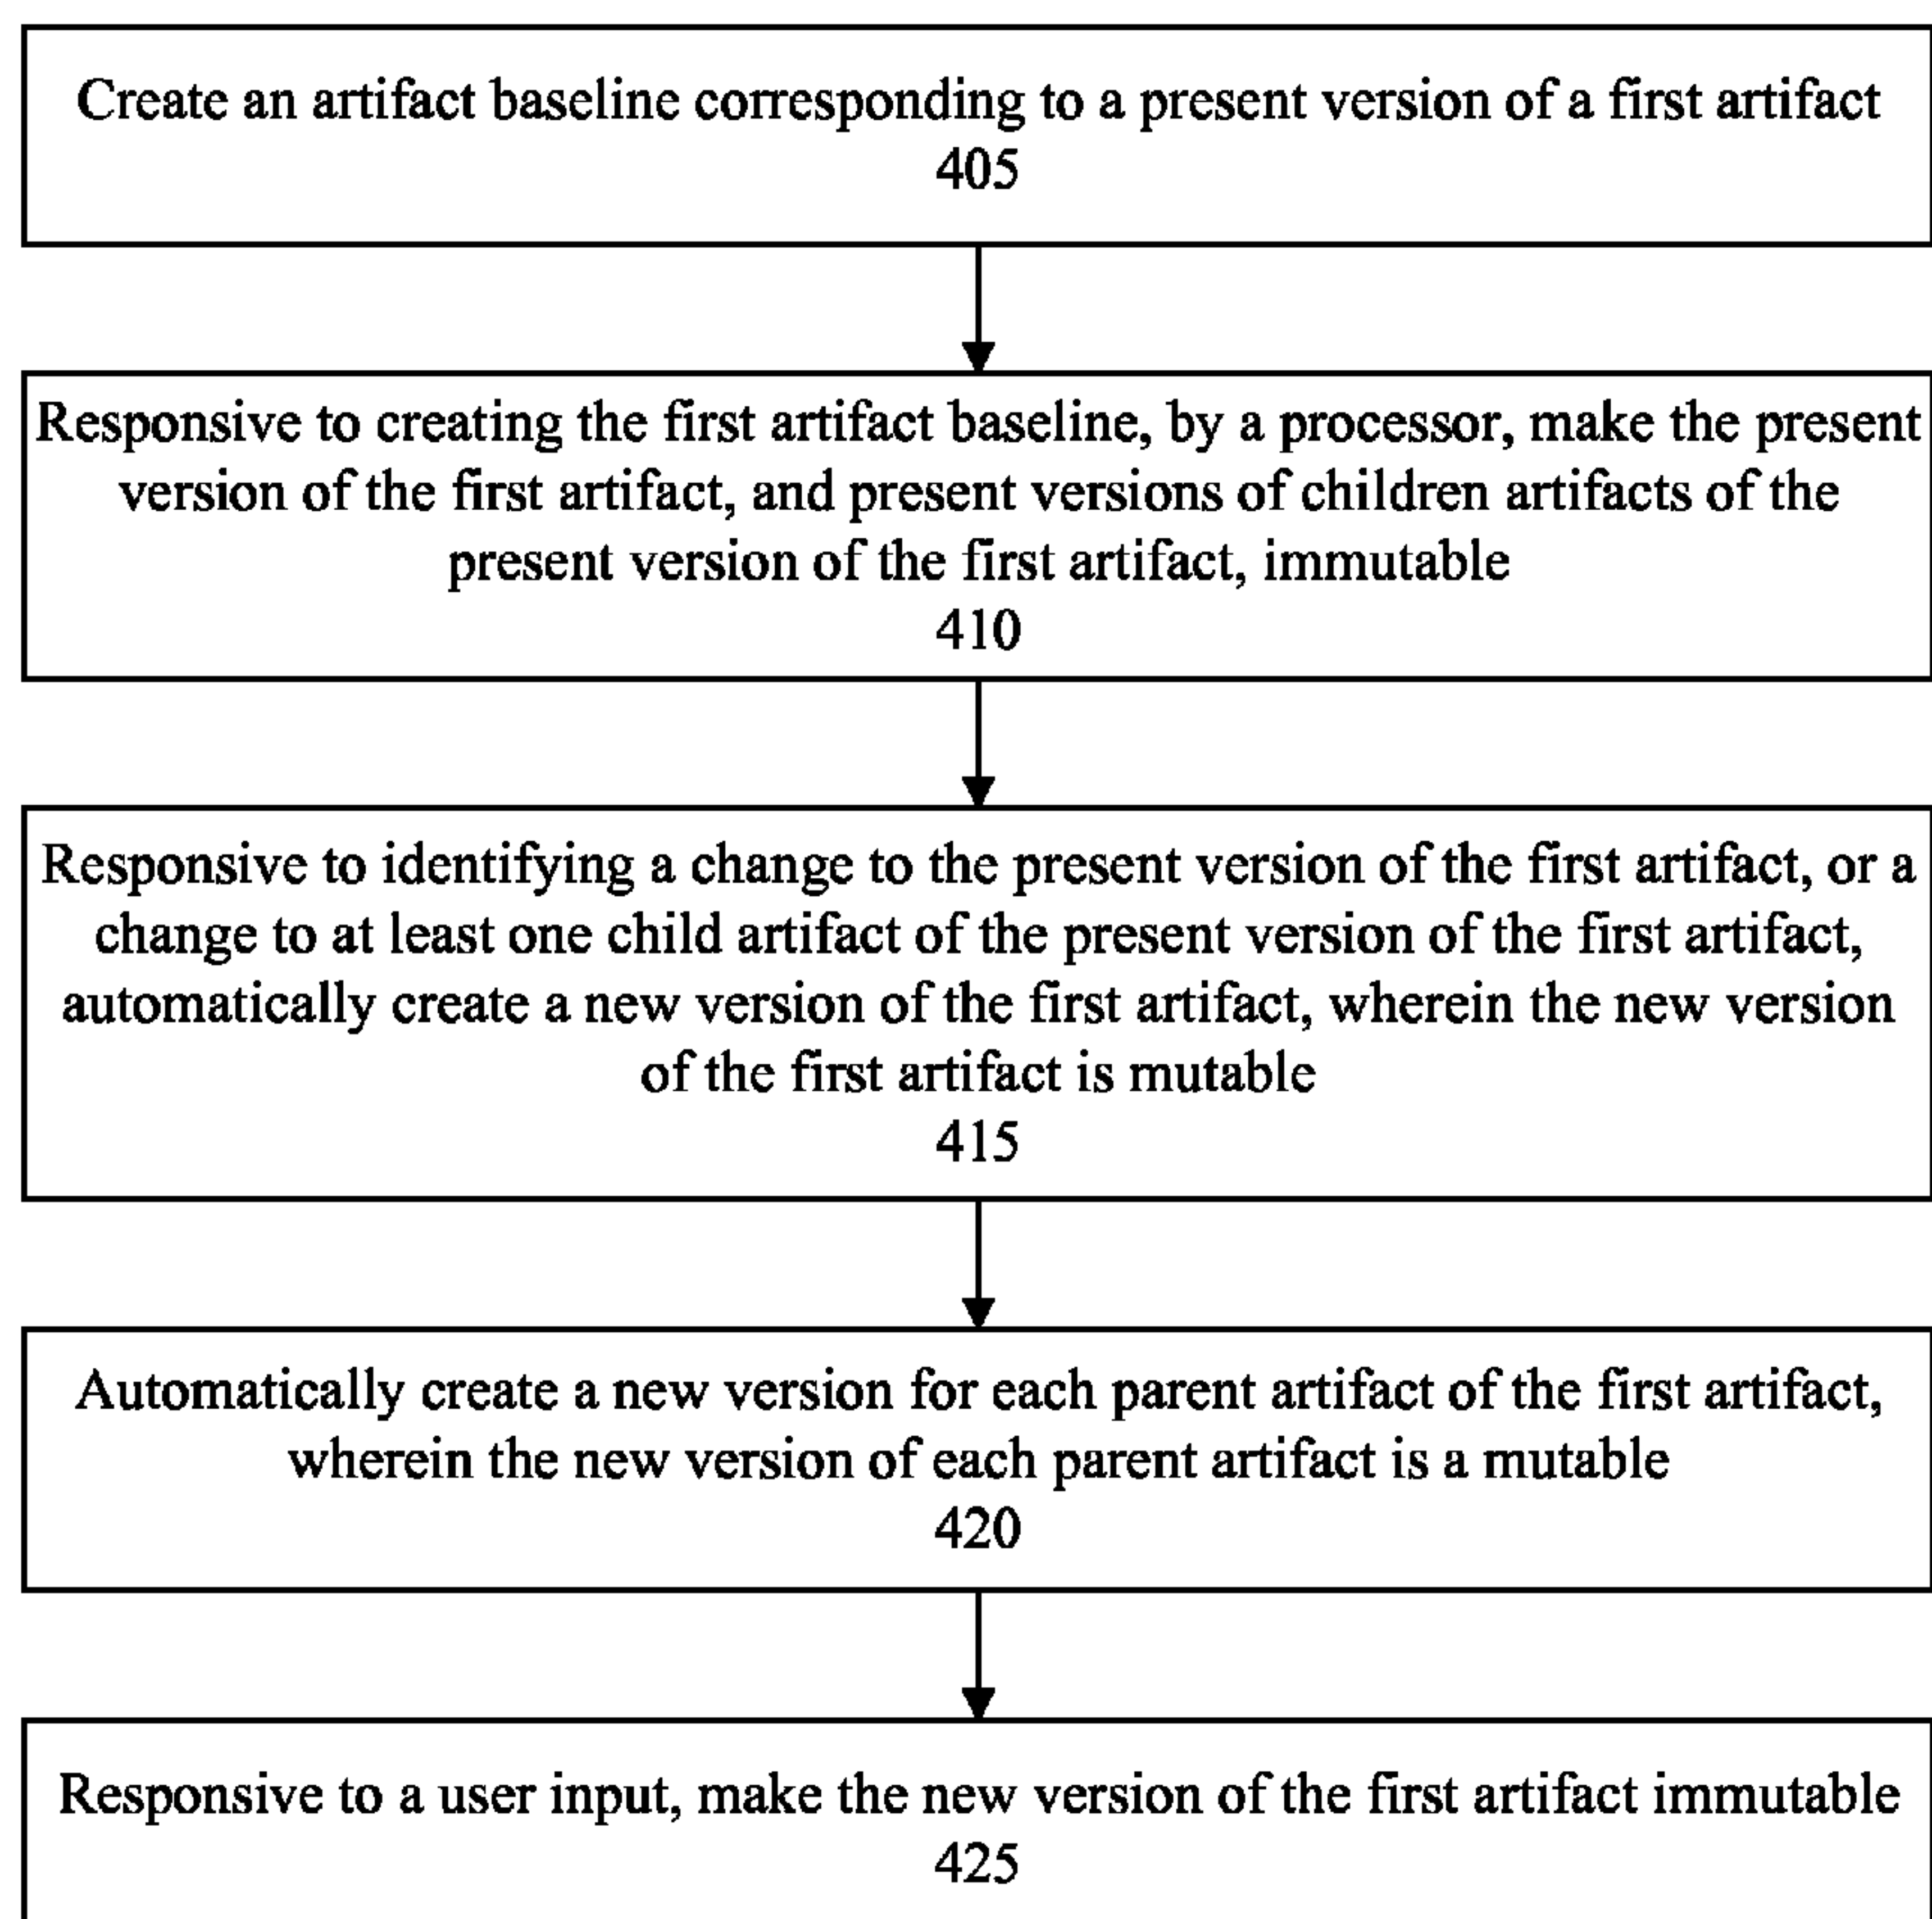 Create an artifact baseline corresponding to a present version of a first artifact
405
Responsive to creating the first artifact baseline, by a processor, make the present
version of the first artifact, and present versions of children artifacts of the
present version of the first artifact, immutable
410
Responsive to identifying a change to the present version of the first artifact, or a
change to at least one child artifact of the present version of the first artifact,
automatically create a new version of the first artifact, wherein the new version
of the first artifact is mutable
415
Automatically create a new version for each parent artifact of the first artifact,
wherein the new version of each parent artifact is a mutable
420
Responsive to a user input, make the new version of the first artifact immutable
425